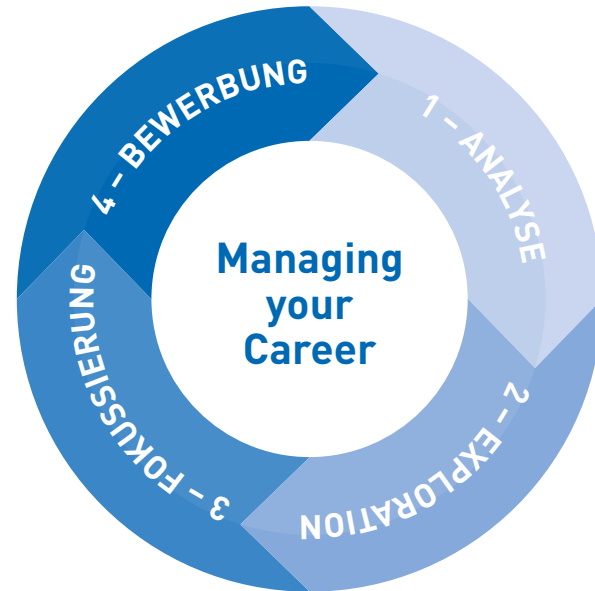 Managing
your
Career
1 – ANALYSE
2 – EXPLORATION
3 – FOKUSSIERUNG
4 – BEWERBUNG